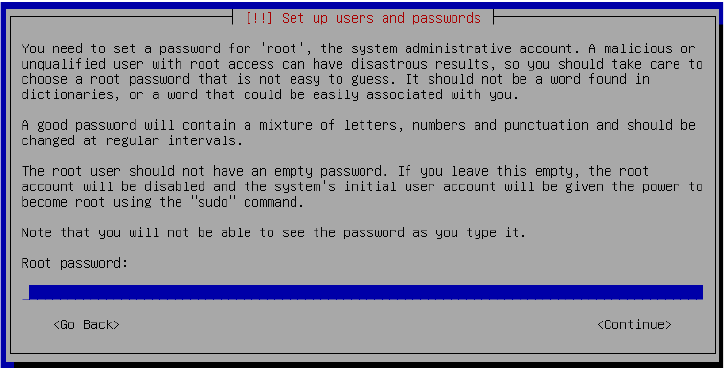 [!!] Set up users and passwords
You need to set a password for 'root', the system administrative account. A malicious or
unqualified user with root access can have disastrous results, so you should take care to
choose a root password that is not easy to guess. It should not be a word found in
dictionaries, or a word that could be easily associated with you.
A good password will contain a mixture of letters, numbers and punctuation and should be
changed at regular intervals.
The root user should not have an empty password. If you leave this empty, the root
account will be disabled and the system's initial user account will be given the power to
become root using the "sudo" command.
Note that you will not be able to see the password as you type it.
Root password:
<Go Back> <Continue>